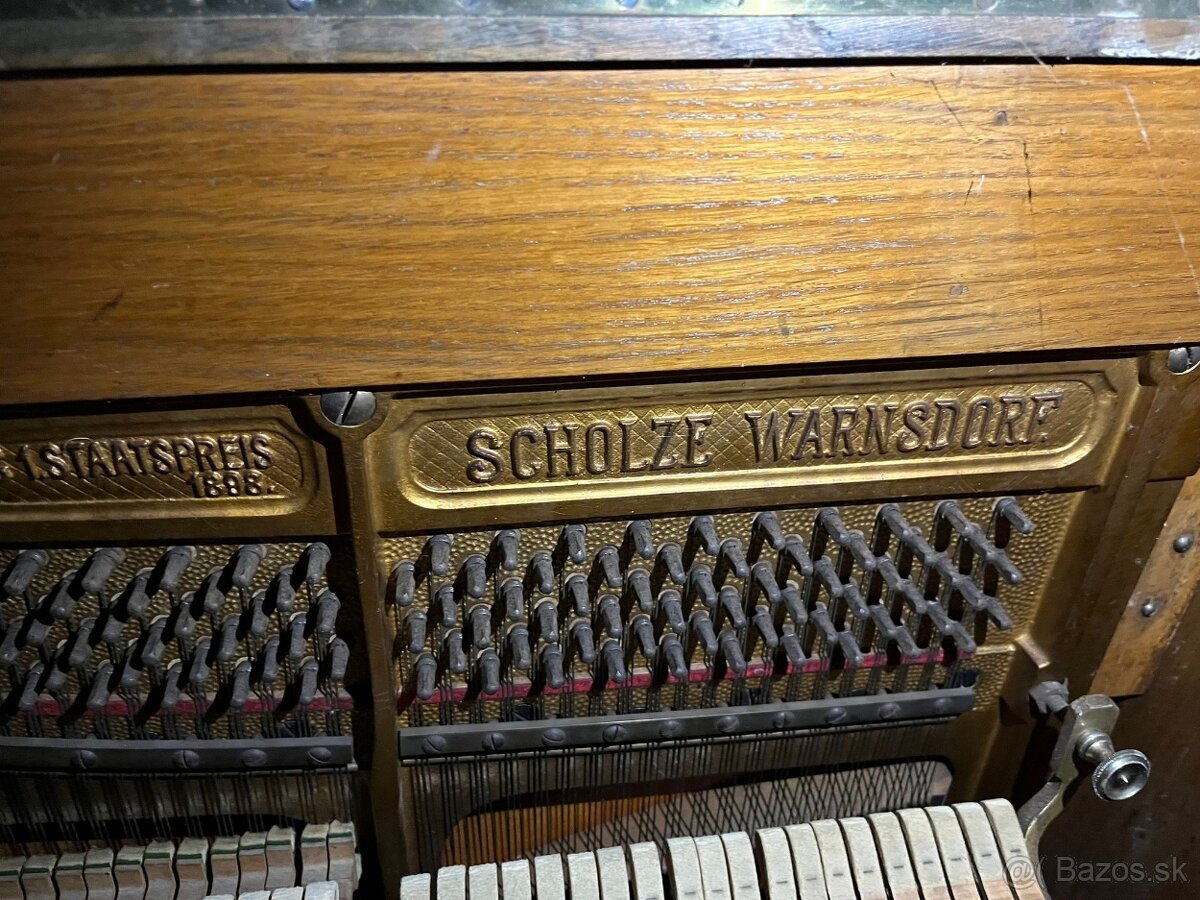 1. STAATSPREIS
1898.
SCHOLZE WARNSDORF.
Bazos.sk